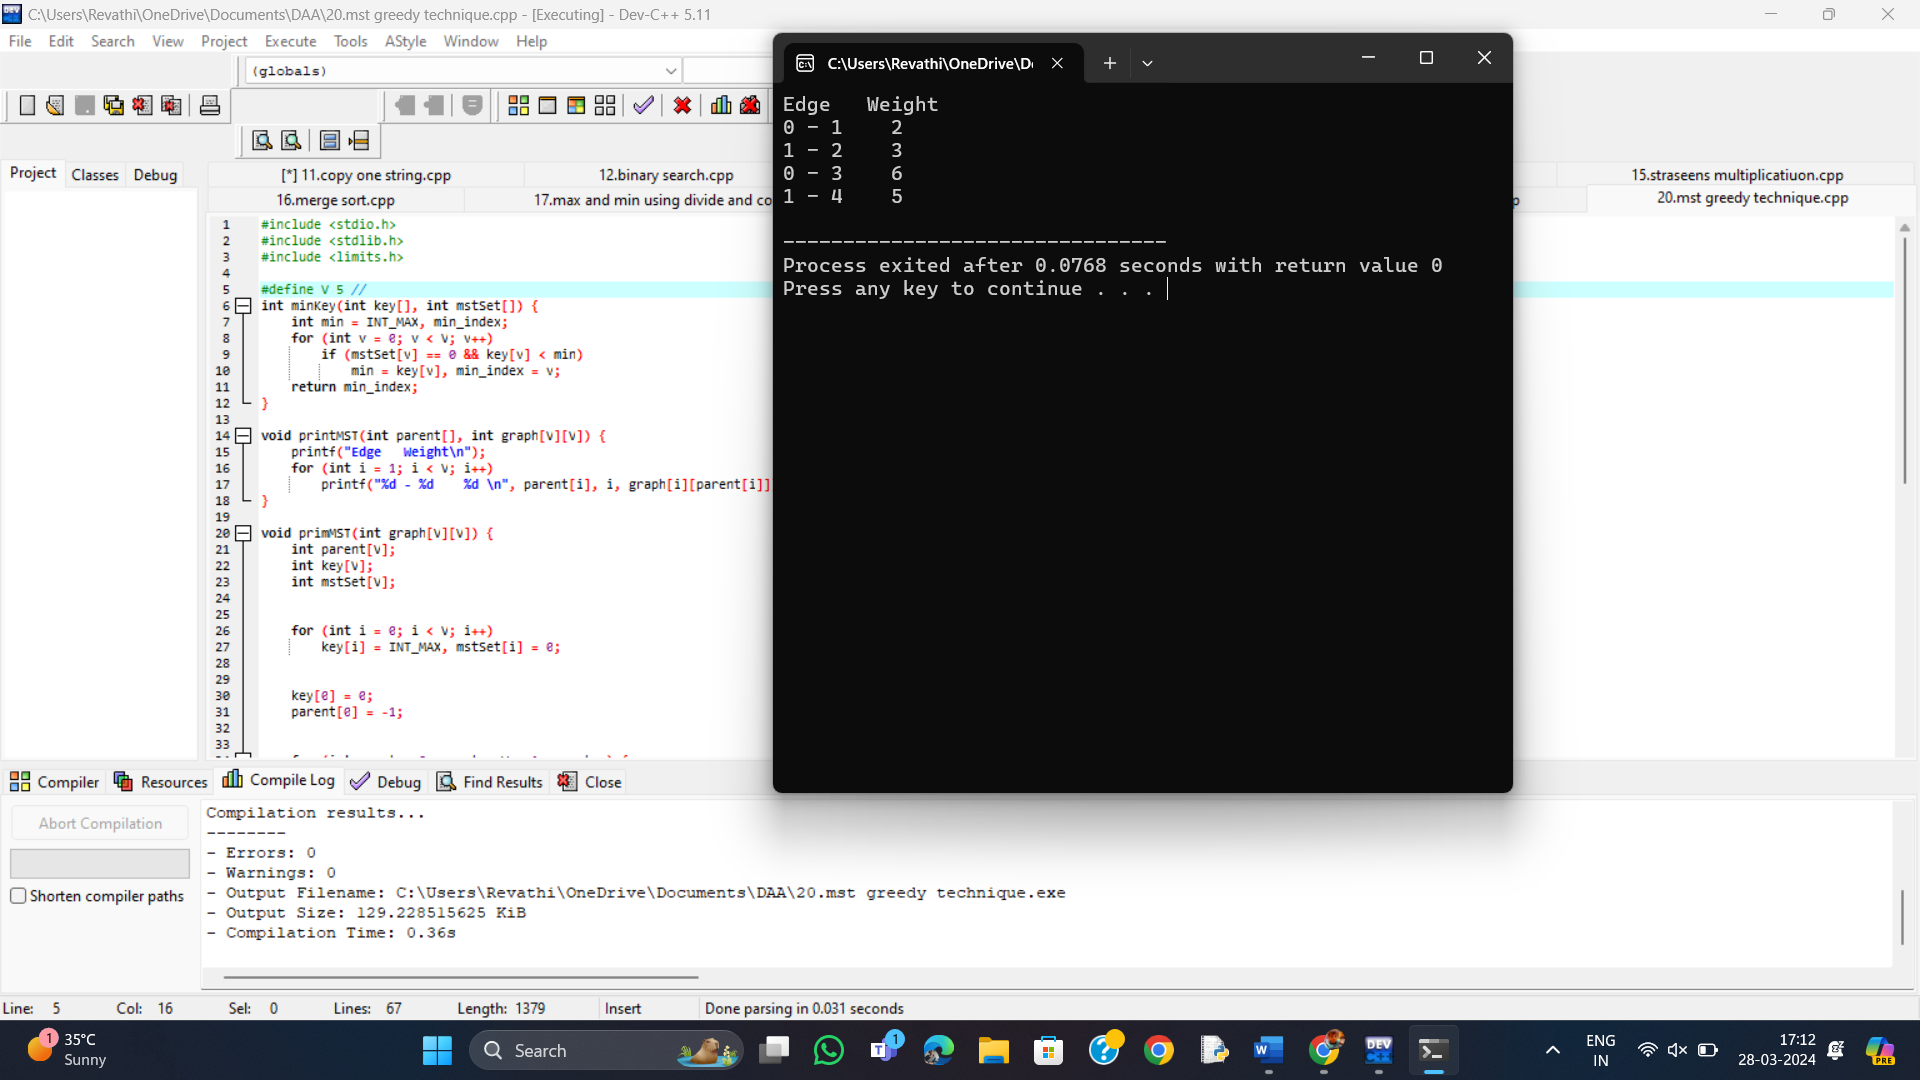 C:\Users\Revathi\OneDrive\Documents\DAA\20.mst greedy technique.cpp - [Executing] - Dev-C++ 5.11
File Edit Search View Project Execute Tools AStyle Window Help
(globals)
Project Classes Debug
[*] 11.copy one string.cpp 12.binary search.cpp 15.straseens multiplicatiuon.cpp
16.merge sort.cpp 17.max and min using divide and co p 20.mst greedy technique.cpp
1 #include <stdio.h>
2 #include <stdlib.h>
3 #include <limits.h>
4
5 #define V 5 //
6 int minKey(int key[], int mstSet[]) {
7 int min = INT_MAX, min_index;
8 for (int v = 0; v < V; v++)
9 if (mstSet[v] == 0 && key[v] < min)
10 min = key[v], min_index = v;
11 return min_index;
12 }
13
14 void printMST(int parent[], int graph[V][V]) {
15 printf("Edge   Weight\n");
16 for (int i = 1; i < V; i++)
17 printf("%d - %d    %d \n", parent[i], i, graph[i][parent[i]]
18 }
19
20 void primMST(int graph[V][V]) {
21 int parent[V];
22 int key[V];
23 int mstSet[V];
24
25
26 for (int i = 0; i < V; i++)
27 key[i] = INT_MAX, mstSet[i] = 0;
28
29
30 key[0] = 0;
31 parent[0] = -1;
32
33
C:\Users\Revathi\OneDrive\D
Edge   Weight
0 - 1    2
1 - 2    3
0 - 3    6
1 - 4    5
--------------------------------
Process exited after 0.0768 seconds with return value 0
Press any key to continue . . .
Compiler Resources Compile Log Debug Find Results Close
Abort Compilation
Shorten compiler paths
Compilation results...
--------
- Errors: 0
- Warnings: 0
- Output Filename: C:\Users\Revathi\OneDrive\Documents\DAA\20.mst greedy technique.exe
- Output Size: 129.228515625 KiB
- Compilation Time: 0.36s
Line: 5 Col: 16 Sel: 0 Lines: 67 Length: 1379 Insert Done parsing in 0.031 seconds
1 35°C
Sunny
Search
1
DEV
ENG
IN
17:12
28-03-2024
PRE